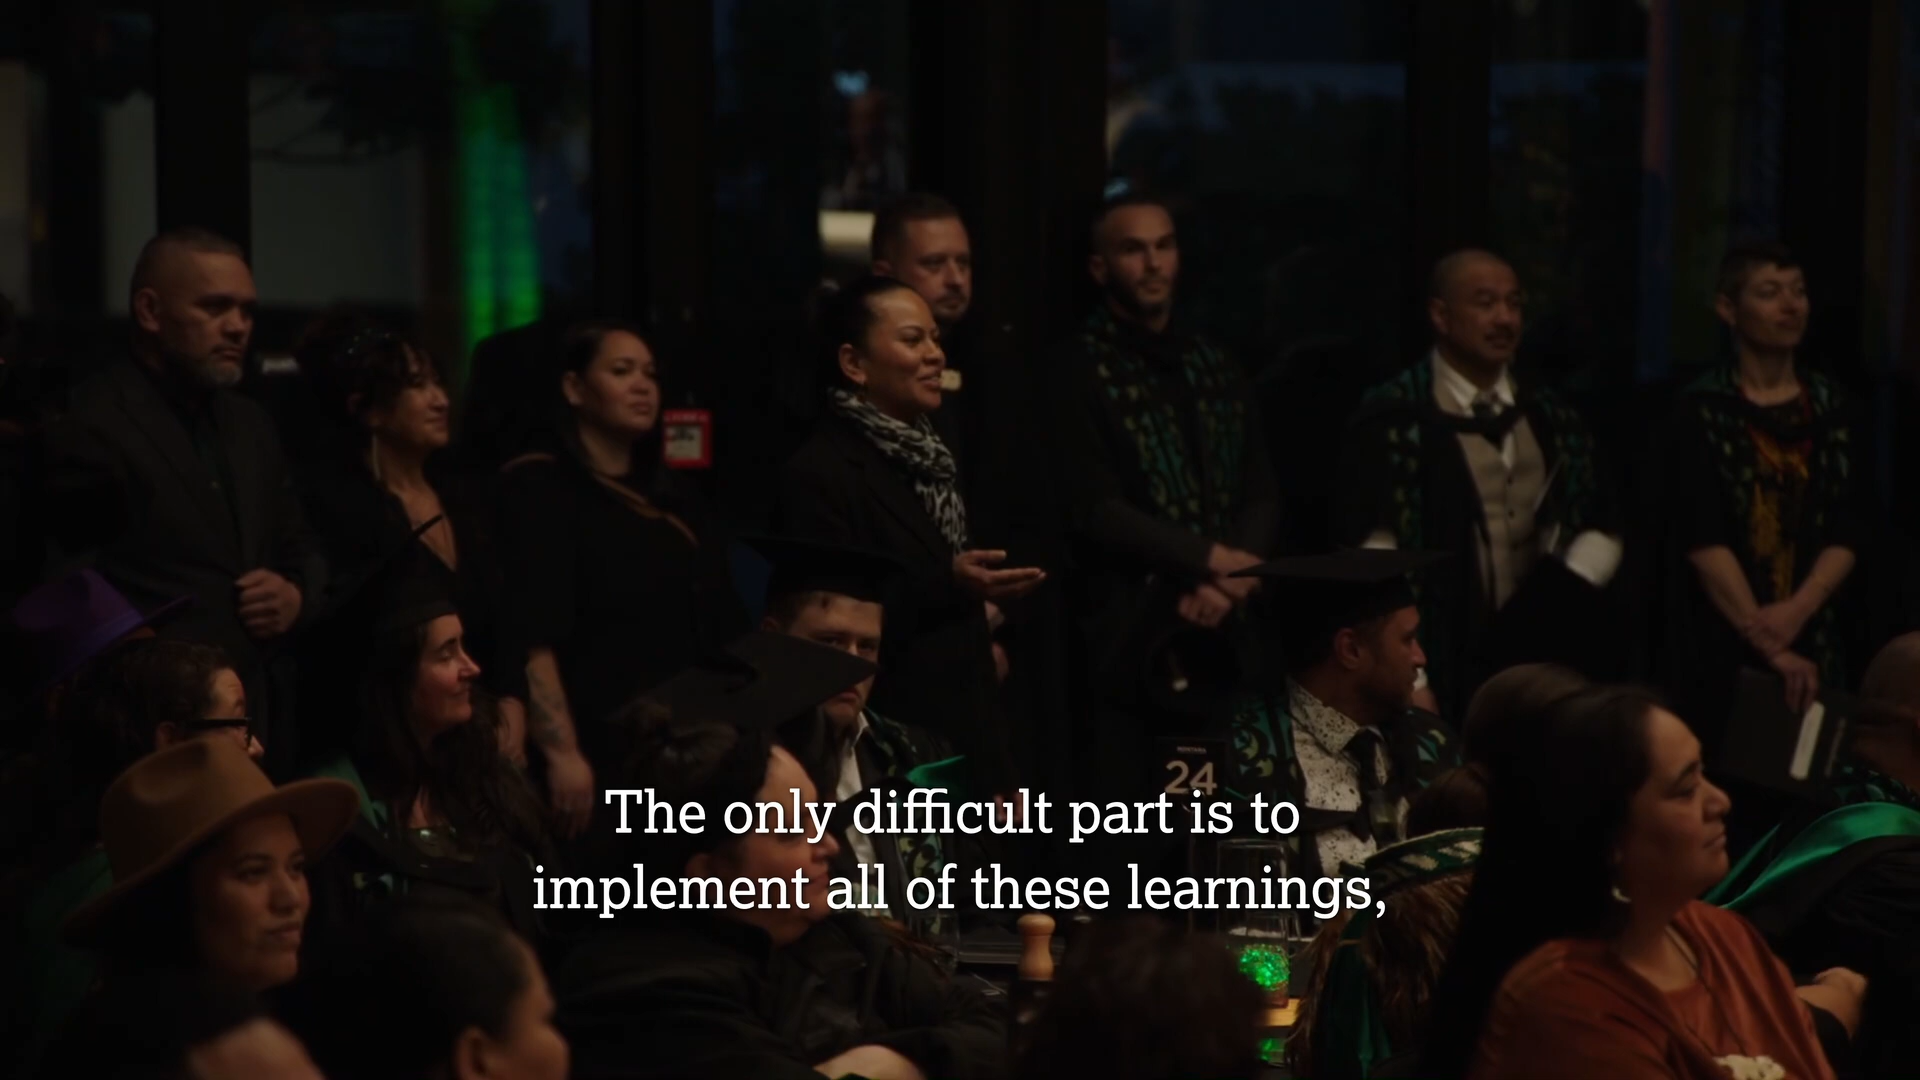 24
The only difficult part is to
implement all of these learnings,